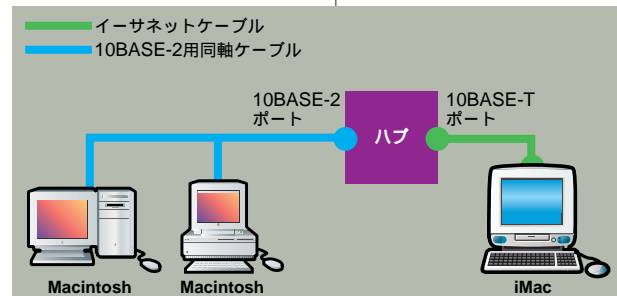 イーサネットケーブル
10BASE-2用同軸ケーブル
10BASE-2
ポート
10BASE-T
ポート
ハブ
Macintosh
Macintosh
iMac